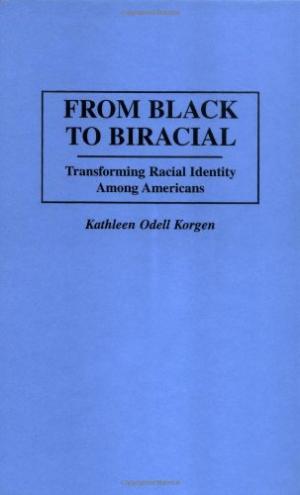 FROM BLACK
TO BIRACIAL
Transforming Racial Identity
Among Americans
Kathleen Odell Korgen